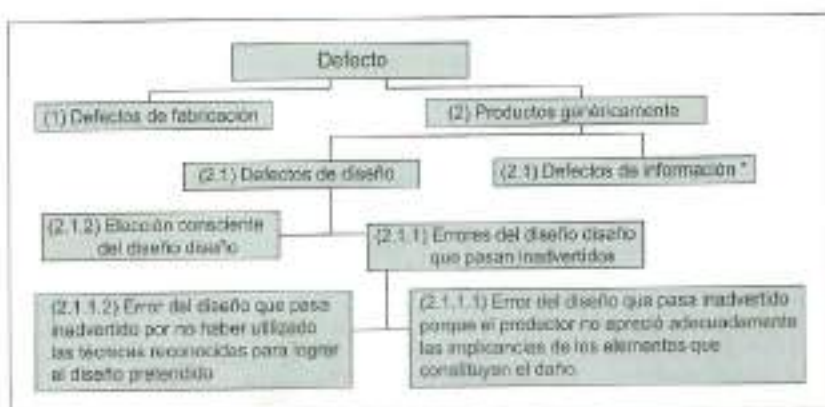 Defecto
(1) Defectos de fabricación
(2) Productos genéricamente
(2.1) Defectos de diseño
(2.1) Defectos de información *
(2.1.2) Elección consciente
del diseño diseño
(2.1.1) Errores del diseño diseño
que pasan inadvertidos
(2.1.1.2) Error del diseño que pasa
inadvertido por no haber utilizado
las técnicas reconocidas para lograr
el diseño pretendido
(2.1.1.1) Error del diseño que pasa inadvertido
porque el productor no apreció adecuadamente
las implicancias de los elementos que
constituyen el daño.